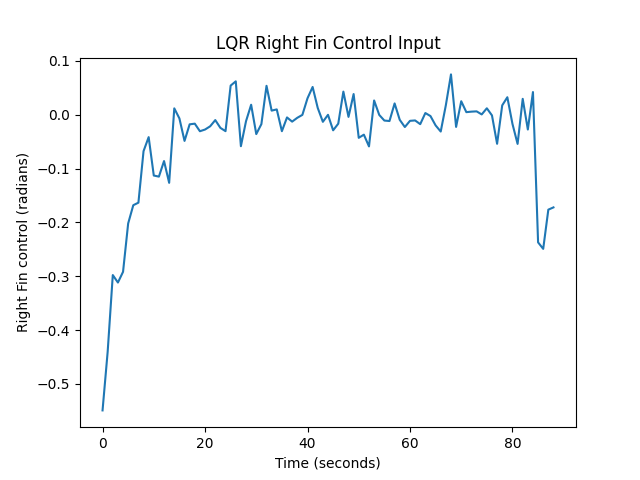 LQR Right Fin Control Input
0.1
0.0
−0.1
−0.2
−0.3
−0.4
−0.5
Right Fin control (radians)
0 20 40 60 80
Time (seconds)